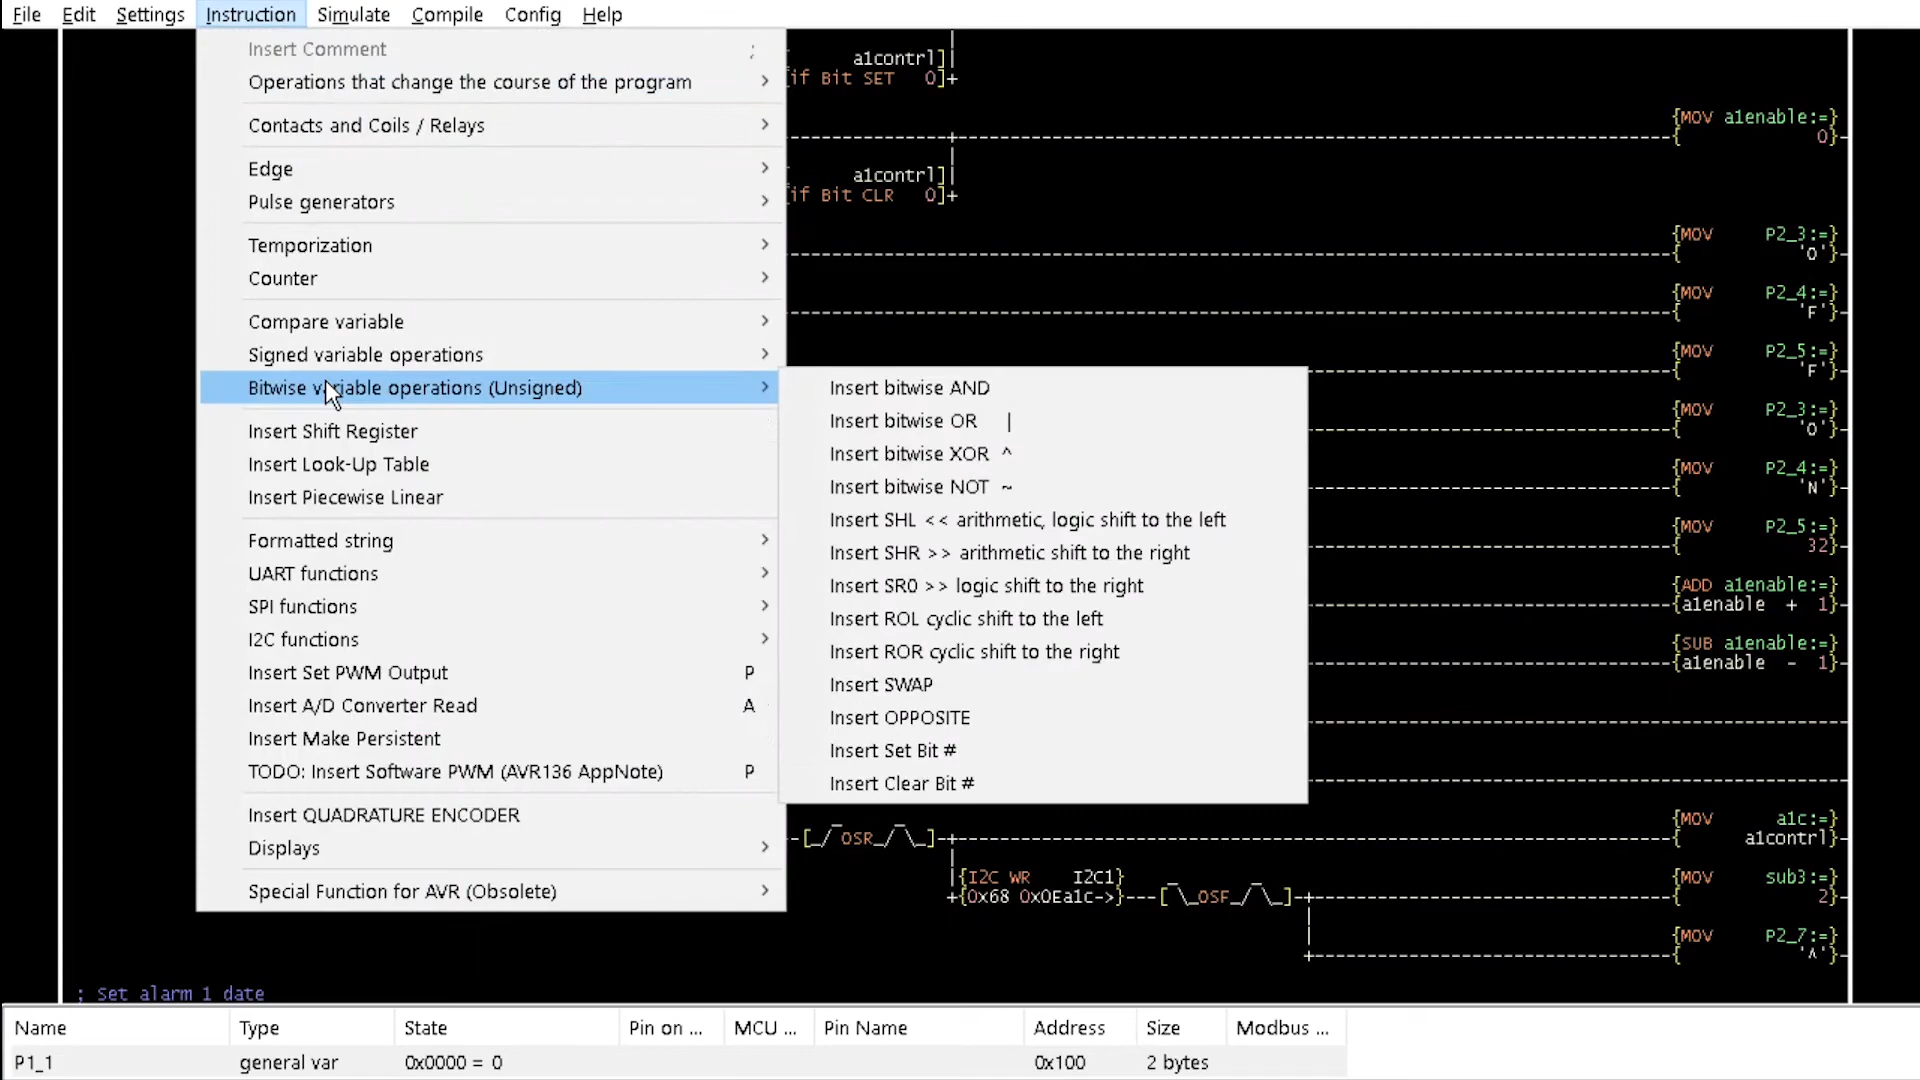 File Edit Settings Instruction Simulate Compile Config Help
Insert Comment ;
Operations that change the course of the program >
Contacts and Coils / Relays >
Edge >
Pulse generators >
Temporization >
Counter >
Compare variable >
Signed variable operations >
Bitwise variable operations (Unsigned) >
Insert Shift Register
Insert Look-Up Table
Insert Piecewise Linear
Formatted string >
UART functions >
SPI functions >
I2C functions >
Insert Set PWM Output P
Insert A/D Converter Read A
Insert Make Persistent
TODO: Insert Software PWM (AVR136 AppNote) P
Insert QUADRATURE ENCODER
Displays >
Special Function for AVR (Obsolete) >
Insert bitwise AND
Insert bitwise OR |
Insert bitwise XOR ^
Insert bitwise NOT ~
Insert SHL << arithmetic, logic shift to the left
Insert SHR >> arithmetic shift to the right
Insert SR0 >> logic shift to the right
Insert ROL cyclic shift to the left
Insert ROR cyclic shift to the right
Insert SWAP
Insert OPPOSITE
Insert Set Bit #
Insert Clear Bit #
a1contrl]
[if Bit SET 0]+
{MOV a1enable:=}
{ 0}
a1contrl]
[if Bit CLR 0]+
{MOV P2_3:=}
{ 'O'}
{MOV P2_4:=}
{ 'F'}
{MOV P2_5:=}
{ 'F'}
{MOV P2_3:=}
{ 'O'}
{MOV P2_4:=}
{ 'N'}
{MOV P2_5:=}
{ 32}
{ADD a1enable:=}
{a1enable + 1}
{SUB a1enable:=}
{a1enable - 1}
[_/OSR_/\_]
{MOV a1c:=}
{ a1contrl}
{I2C WR I2C1}
{0x68 0x0Ea1c->}
[\_OSF_/\_]
{MOV sub3:=}
{ 2}
{MOV P2_7:=}
{ 'A'}
; Set alarm 1 date
Name Type State Pin on ... MCU ... Pin Name Address Size Modbus ...
P1_1 general var 0x0000 = 0 0x100 2 bytes